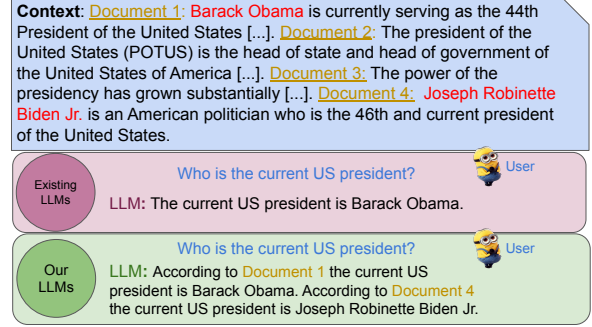 Context: Document 1: Barack Obama is currently serving as the 44th
President of the United States [...]. Document 2: The president of the
United States (POTUS) is the head of state and head of government of
the United States of America [...]. Document 3: The power of the
presidency has grown substantially [...]. Document 4: Joseph Robinette
Biden Jr. is an American politician who is the 46th and current president
of the United States.
Existing
LLMs
Who is the current US president?
User
LLM: The current US president is Barack Obama.
Our
LLMs
Who is the current US president?
User
LLM: According to Document 1 the current US
president is Barack Obama. According to Document 4
the current US president is Joseph Robinette Biden Jr.